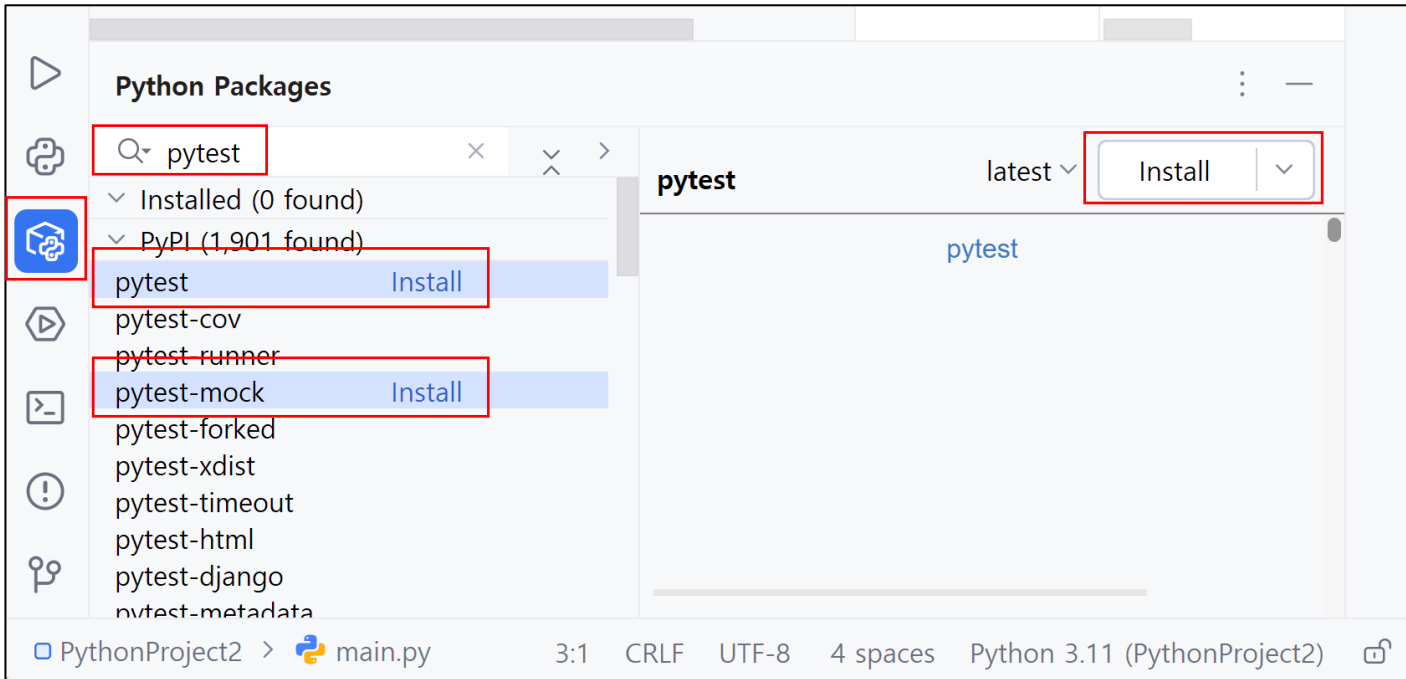 Python Packages
pytest
Installed (0 found)
PyPI (1,901 found)
pytest Install
pytest-cov
pytest-runner
pytest-mock Install
pytest-forked
pytest-xdist
pytest-timeout
pytest-html
pytest-django
pytest-metadata
pytest latest Install
pytest
PythonProject2 > main.py 3:1 CRLF UTF-8 4 spaces Python 3.11 (PythonProject2)